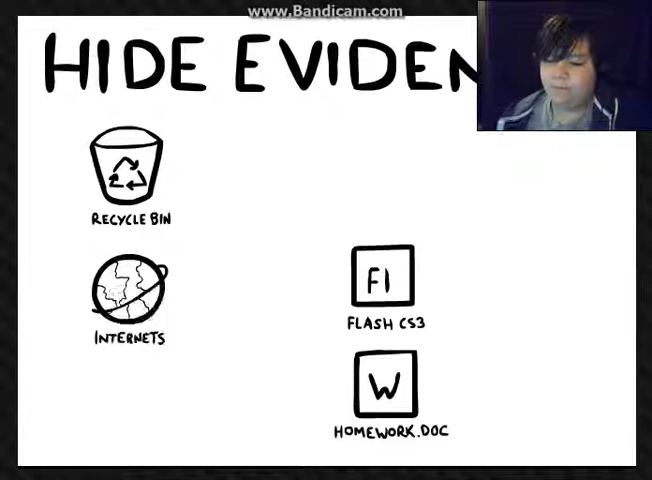 www.Bandicam.com
HIDE EVIDEN
RECYCLE BIN
INTERNETS
Fl
FLASH CS3
W
HOMEWORK.DOC